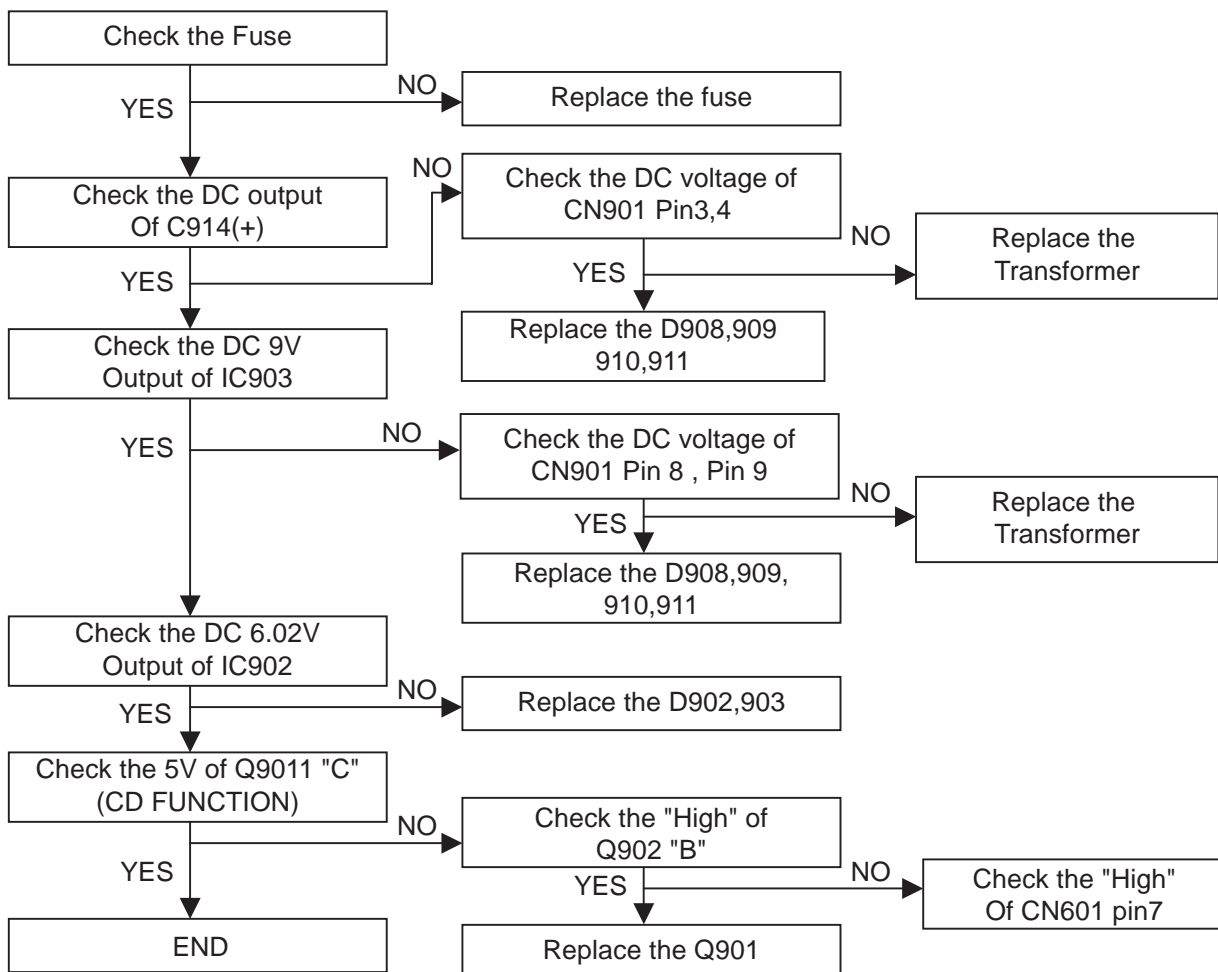 Check the Fuse
NO
Replace the fuse
YES
Check the DC output
Of C914(+)
NO
Check the DC voltage of
CN901 Pin3,4
NO
Replace the
Transformer
YES
YES
Replace the D908,909
910,911
Check the DC 9V
Output of IC903
YES
NO
Check the DC voltage of
CN901 Pin 8 , Pin 9
NO
Replace the
Transformer
YES
Replace the D908,909,
910,911
Check the DC 6.02V
Output of IC902
NO
Replace the D902,903
YES
Check the 5V of Q9011 "C"
(CD FUNCTION)
NO
Check the "High" of
Q902 "B"
YES
YES
NO
Check the "High"
Of CN601 pin7
END
Replace the Q901